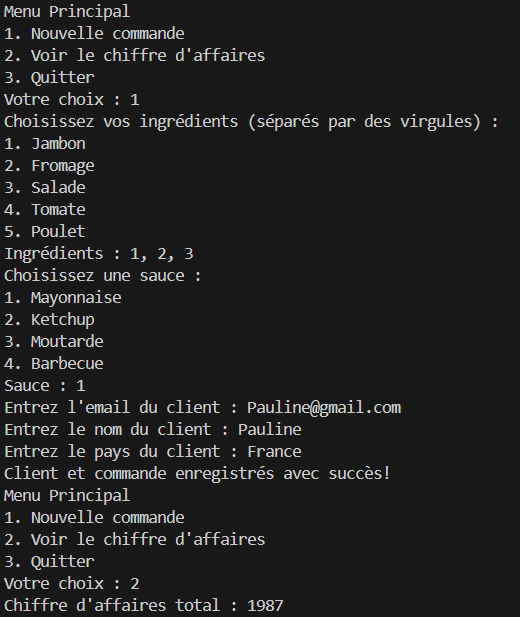 Menu Principal
1. Nouvelle commande
2. Voir le chiffre d'affaires
3. Quitter
Votre choix : 1
Choisissez vos ingrédients (séparés par des virgules) :
1. Jambon
2. Fromage
3. Salade
4. Tomate
5. Poulet
Ingrédients : 1, 2, 3
Choisissez une sauce :
1. Mayonnaise
2. Ketchup
3. Moutarde
4. Barbecue
Sauce : 1
Entrez l'email du client : Pauline@gmail.com
Entrez le nom du client : Pauline
Entrez le pays du client : France
Client et commande enregistrés avec succès!
Menu Principal
1. Nouvelle commande
2. Voir le chiffre d'affaires
3. Quitter
Votre choix : 2
Chiffre d'affaires total : 1987